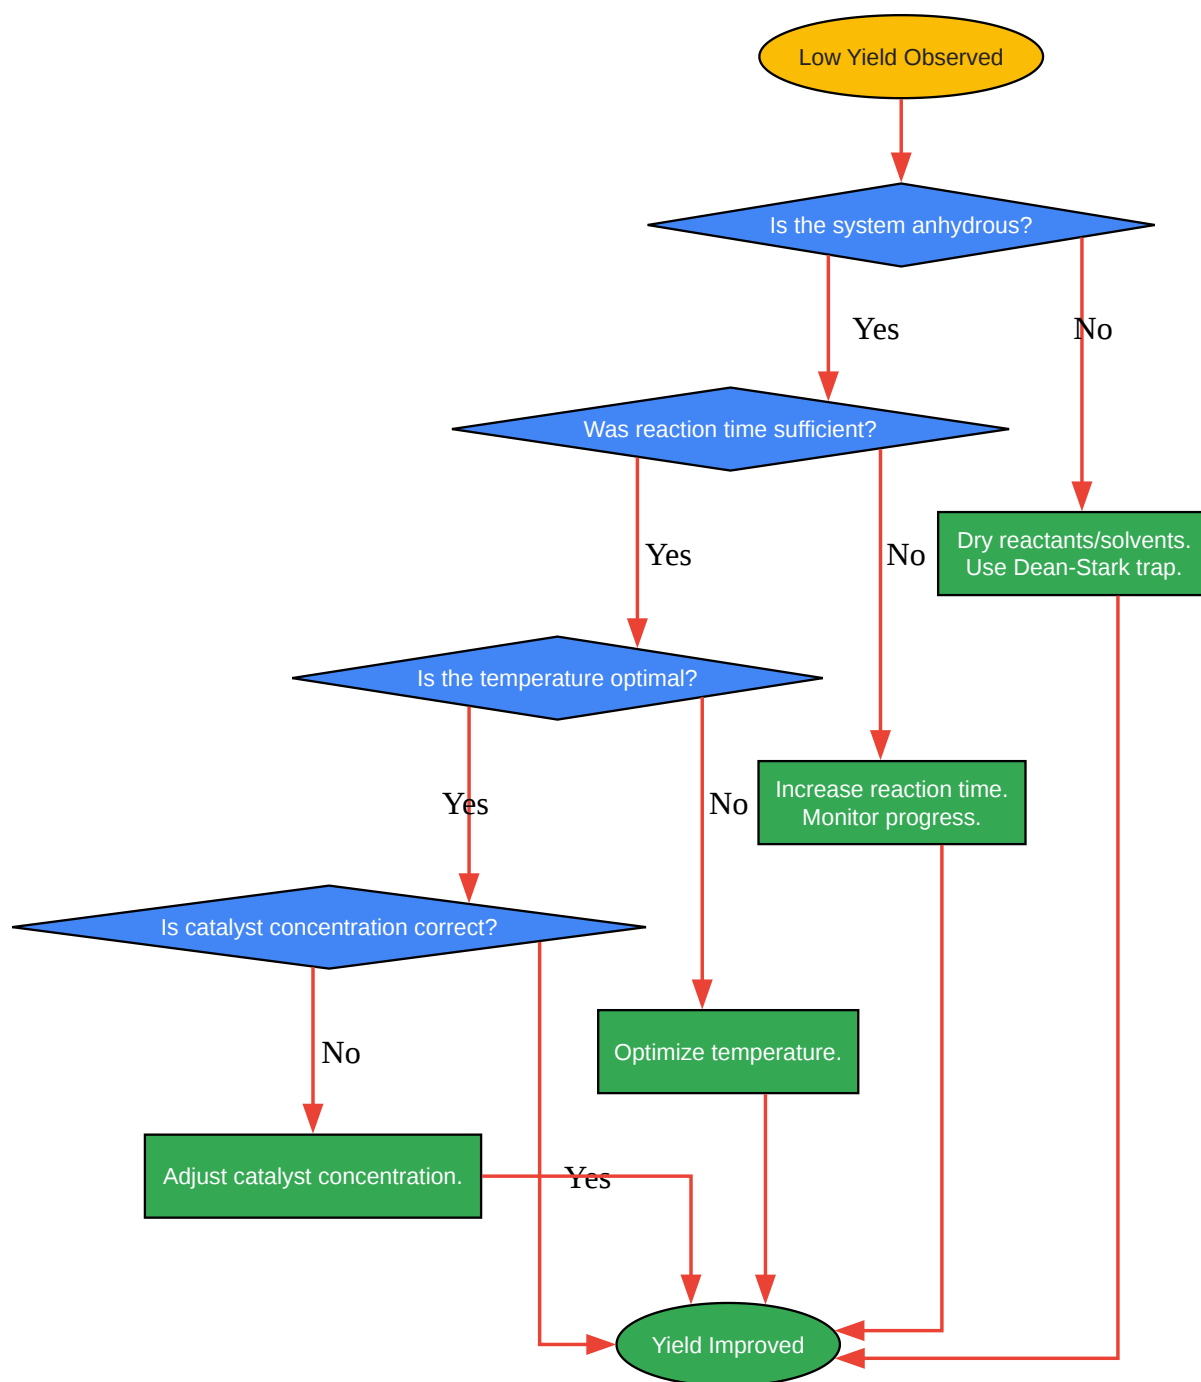 Low Yield Observed
Is the system anhydrous?
Yes
No
Was reaction time sufficient?
Yes
No
Dry reactants/solvents.
Use Dean-Stark trap.
Is the temperature optimal?
Yes
No
Increase reaction time.
Monitor progress.
Is catalyst concentration correct?
No
Optimize temperature.
Adjust catalyst concentration.
Yes
Yield Improved